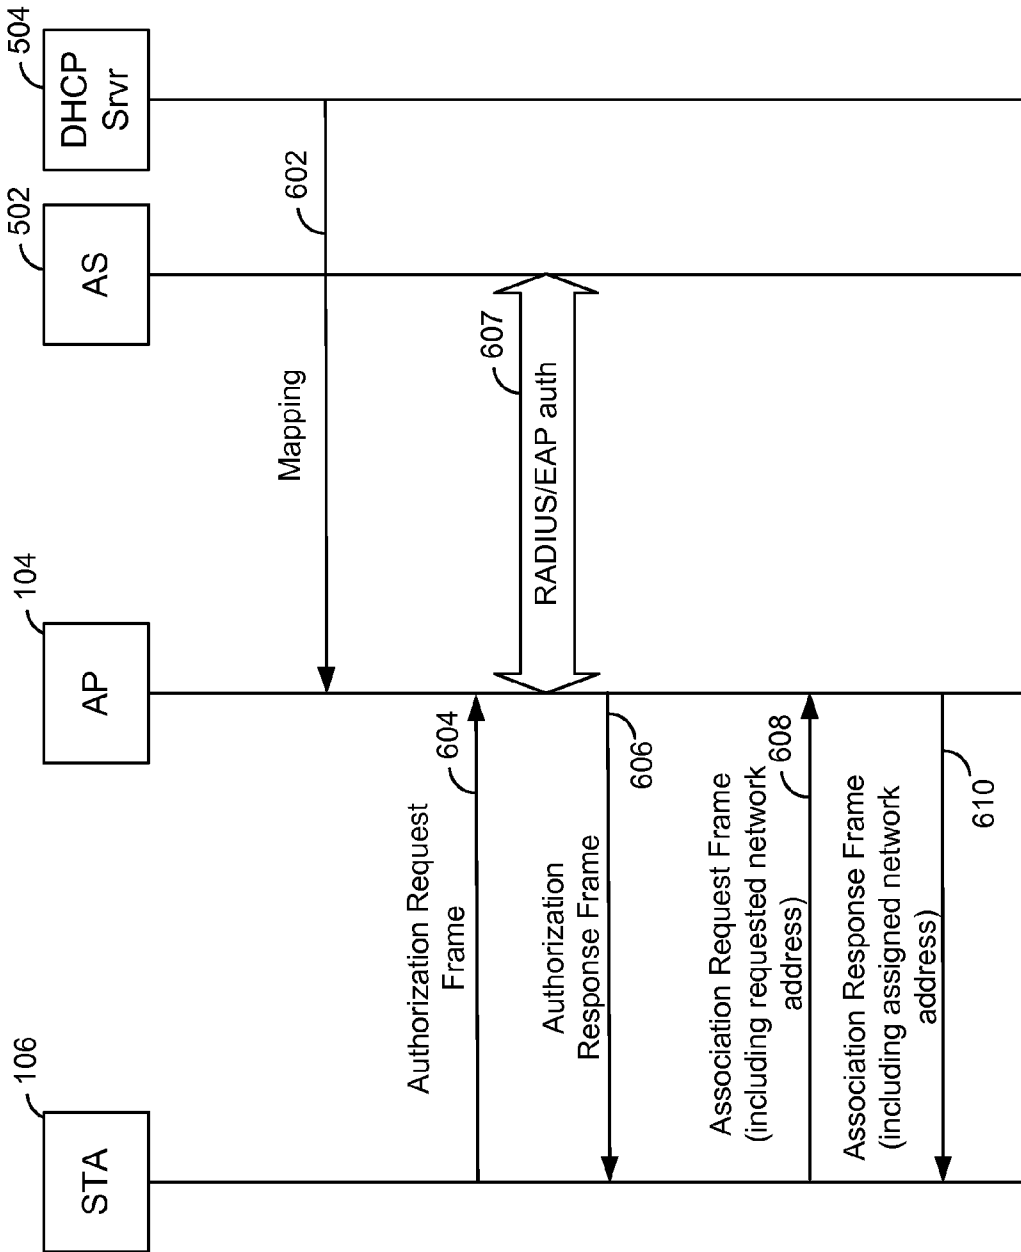 106
STA
104
AP
502
AS
504
DHCP
Srvr
Mapping
602
Authorization Request
Frame
604
607
RADIUS/EAP auth
Authorization
Response Frame
606
Association Request Frame
(including requested network
address)
608
Association Response Frame
(including assigned network
address)
610